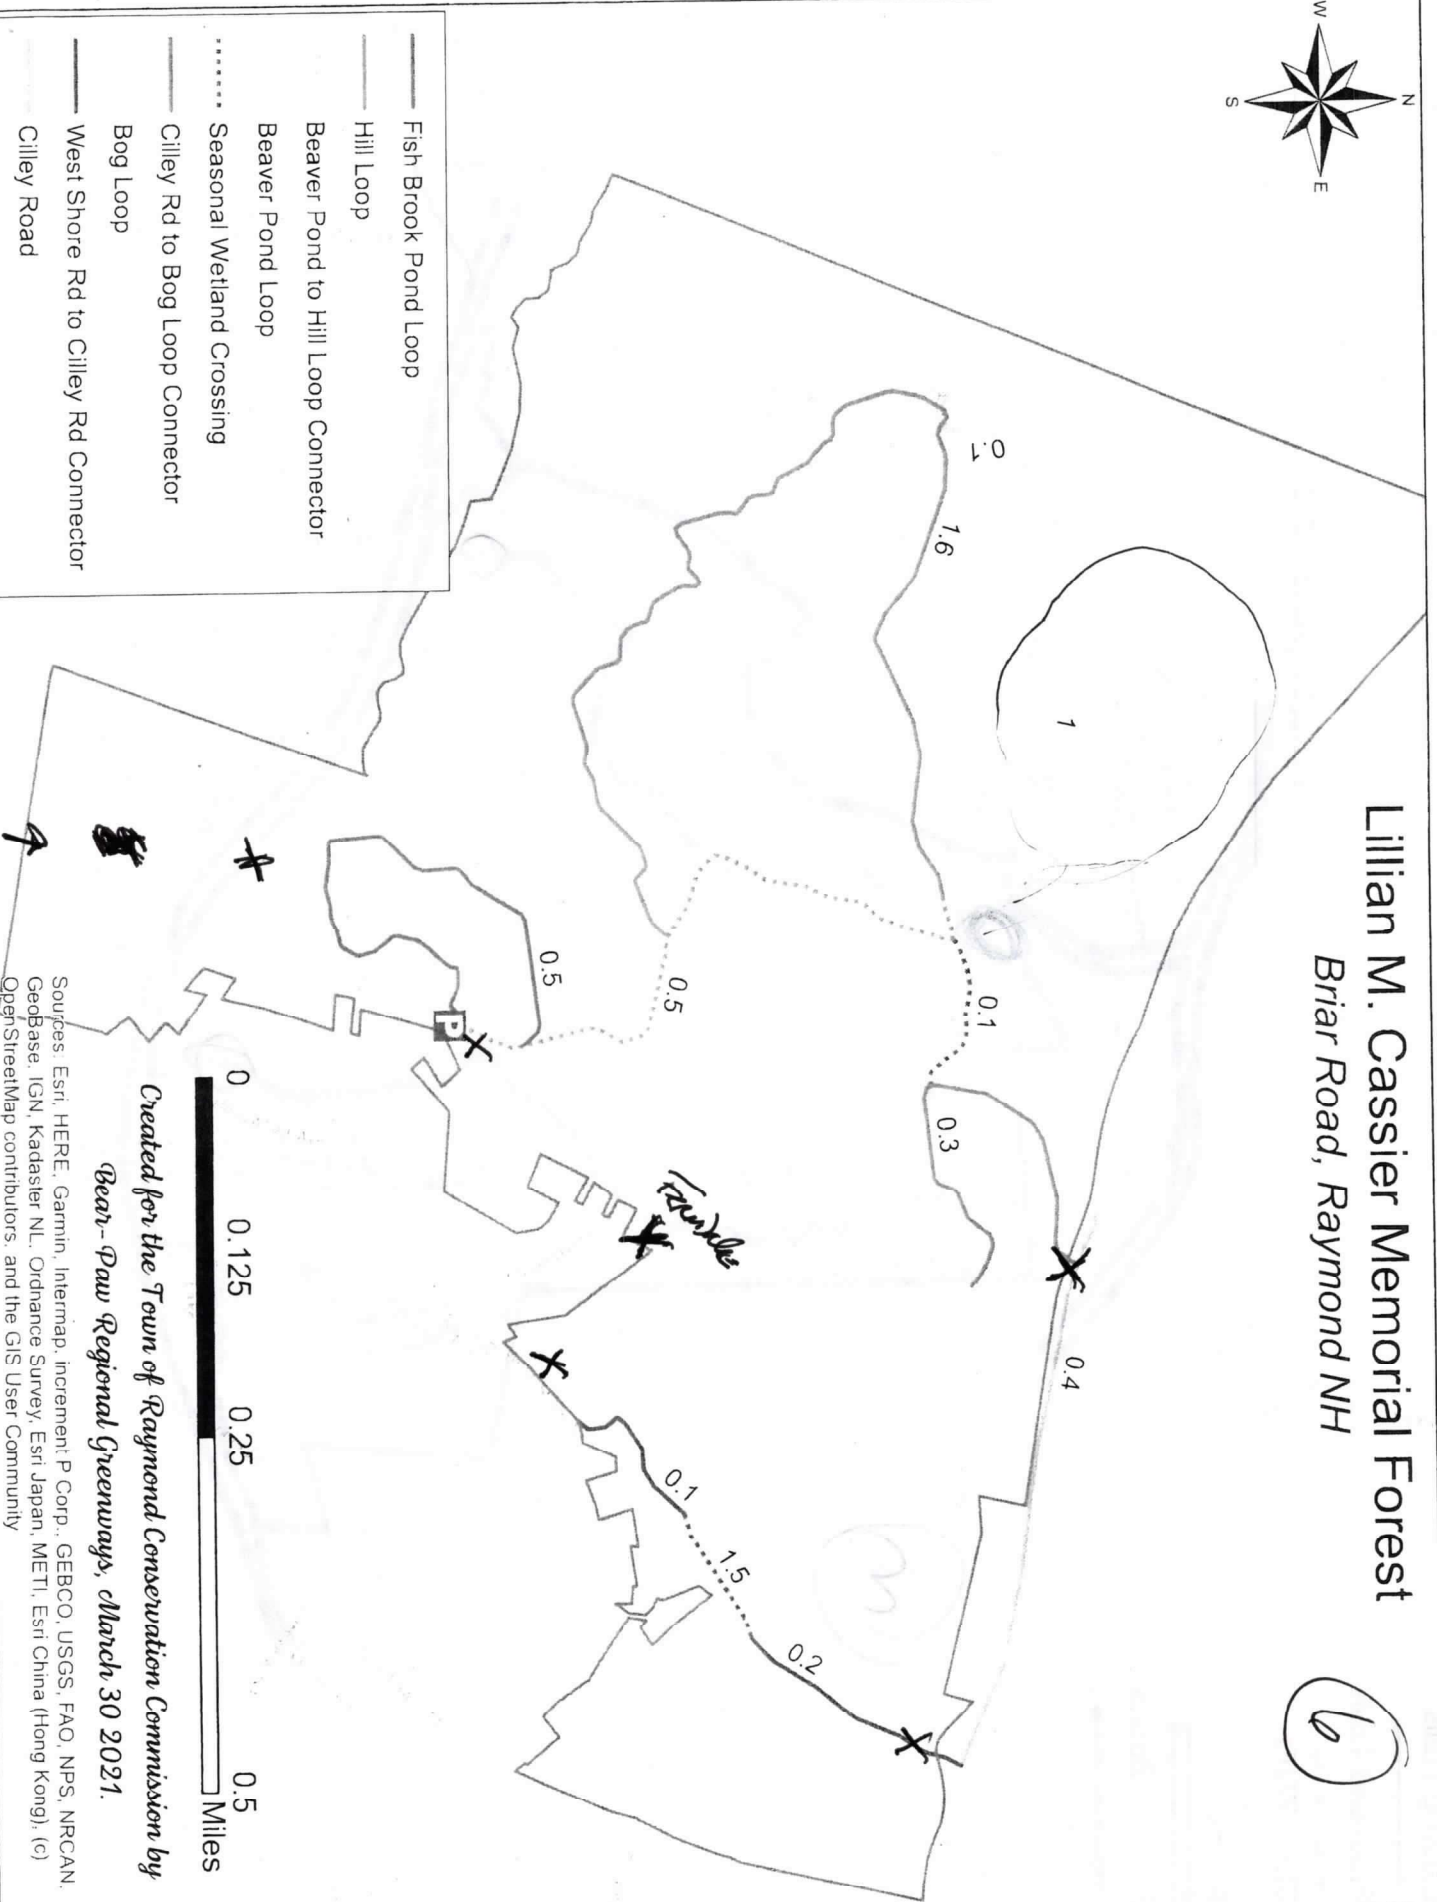 Lillian M. Cassier Memorial Forest
Briar Road, Raymond NH
6
N
W
E
S
0.1
1.6
1
0.1
0.3
0.4
0.5
0.5
0.1
1.5
0.2
P
Fish Brook Pond Loop
Hill Loop
Beaver Pond to Hill Loop Connector
Beaver Pond Loop
Seasonal Wetland Crossing
Cilley Rd to Bog Loop Connector
Bog Loop
West Shore Rd to Cilley Rd Connector
Cilley Road
0 0.125 0.25 0.5
Miles
Created for the Town of Raymond Conservation Commission by
Bear-Paw Regional Greenways, March 30 2021.
Sources: Esri, HERE, Garmin, Intermap, increment P Corp., GEBCO, USGS, FAO, NPS, NRCAN,
GeoBase, IGN, Kadaster NL, Ordnance Survey, Esri Japan, METI, Esri China (Hong Kong), (c)
OpenStreetMap contributors, and the GIS User Community